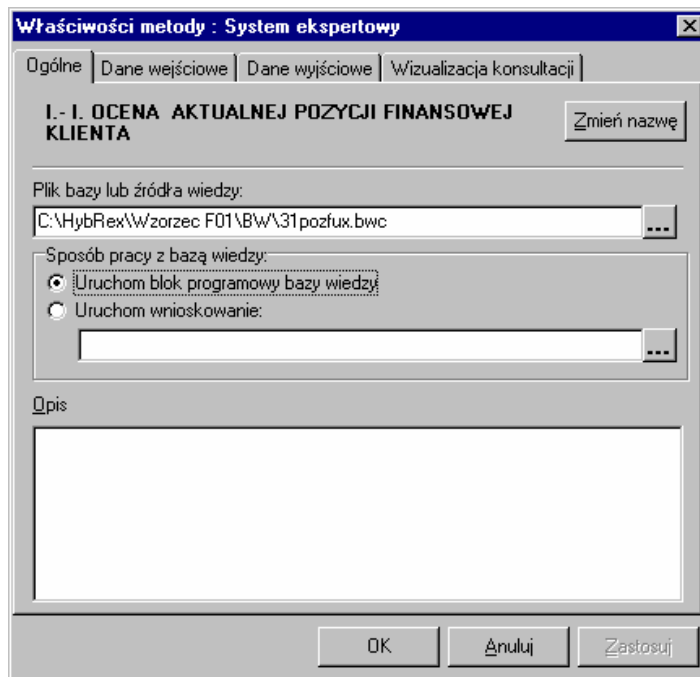 Właściwości metody : System ekspertowy
Ogólne Dane wejściowe Dane wyjściowe Wizualizacja konsultacji
I.- I. OCENA AKTUALNEJ POZYCJI FINANSOWEJ
KLIENTA
Zmień nazwę
Plik bazy lub źródła wiedzy:
C:\HybRex\Wzorzec F01\BW\31pozfux.bwc
...
Sposób pracy z bazą wiedzy:
Uruchom blok programowy bazy wiedzy
Uruchom wnioskowanie:
...
Opis
OK Anuluj Zastosuj